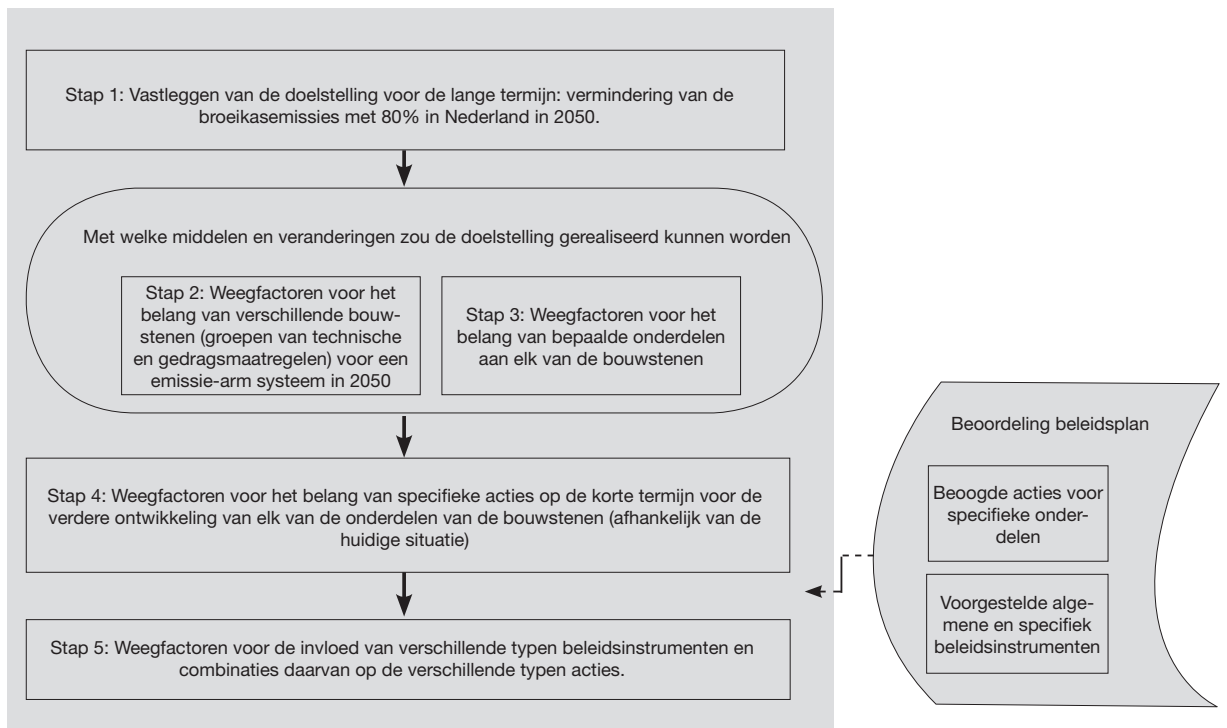 Stap 1: Vastleggen van de doelstelling voor de lange termijn: vermindering van de
broeikasemissies met 80% in Nederland in 2050.
Met welke middelen en veranderingen zou de doelstelling gerealiseerd kunnen worden
Stap 2: Weegfactoren voor het
belang van verschillende bouw-
stenen (groepen van technische
en gedragsmaatregelen) voor een
emissie-arm systeem in 2050
Stap 3: Weegfactoren voor het
belang van bepaalde onderdelen
aan elk van de bouwstenen
Stap 4: Weegfactoren voor het belang van specifieke acties op de korte termijn voor de
verdere ontwikkeling van elk van de onderdelen van de bouwstenen (afhankelijk van de
huidige situatie)
Stap 5: Weegfactoren voor de invloed van verschillende typen beleidsinstrumenten en
combinaties daarvan op de verschillende typen acties.
Beoordeling beleidsplan
Beoogde acties voor
specifieke onder-
delen
Voorgestelde alge-
mene en specifiek
beleidsinstrumenten